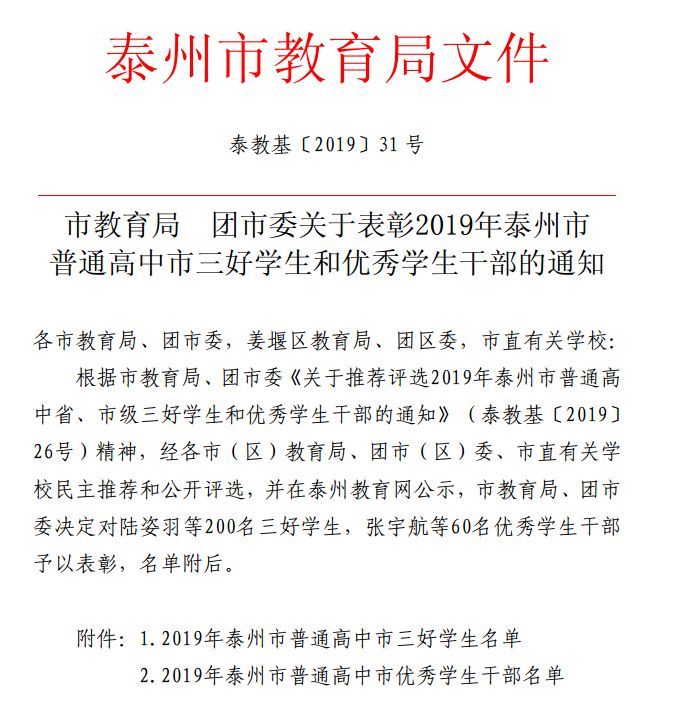 泰州市教育局文件
泰教基〔2019〕31 号
市教育局　团市委关于表彰2019年泰州市
普通高中市三好学生和优秀学生干部的通知
各市教育局、团市委，姜堰区教育局、团区委，市直有关学校：
根据市教育局、团市委《关于推荐评选2019年泰州市普通高
中省、市级三好学生和优秀学生干部的通知》（泰教基〔2019〕
26号）精神，经各市（区）教育局、团市（区）委、市直有关学
校民主推荐和公开评选，并在泰州教育网公示，市教育局、团市
委决定对陆姿羽等200名三好学生，张宇航等60名优秀学生干部
予以表彰，名单附后。
附件：1.2019年泰州市普通高中市三好学生名单
2.2019年泰州市普通高中市优秀学生干部名单